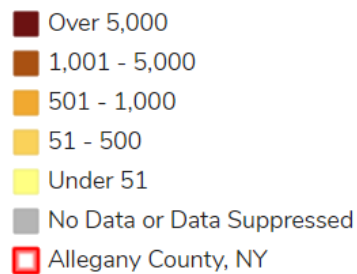 Over 5,000
1,001 - 5,000
501 - 1,000
51 - 500
Under 51
No Data or Data Suppressed
Allegany County, NY